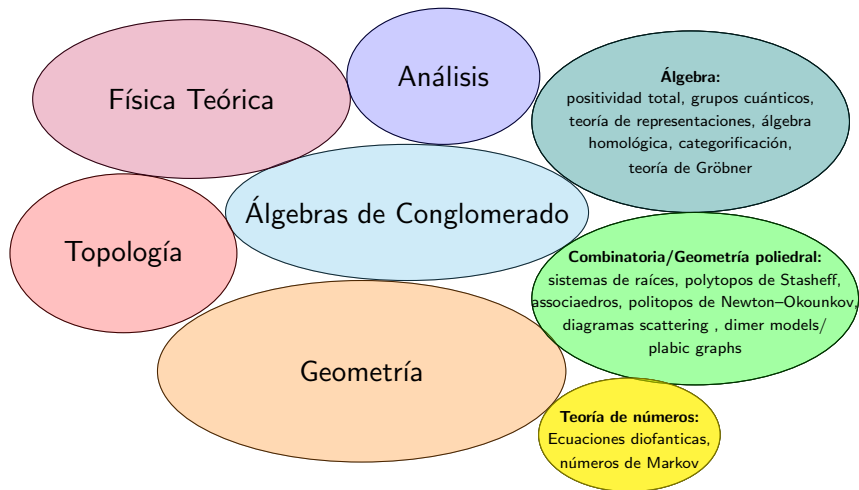 Física Teórica
Análisis
Álgebra:
positividad total, grupos cuánticos,
teoría de representaciones, álgebra
homológica, categorificación,
teoría de Gröbner
Topología
Álgebras de Conglomerado
Combinatoria/Geometría poliedral:
sistemas de raíces, polytopos de Stasheff,
associaedros, politopos de Newton–Okounkov,
diagramas scattering , dimer models/
plabic graphs
Geometría
Teoría de números:
Ecuaciones diofanticas,
números de Markov